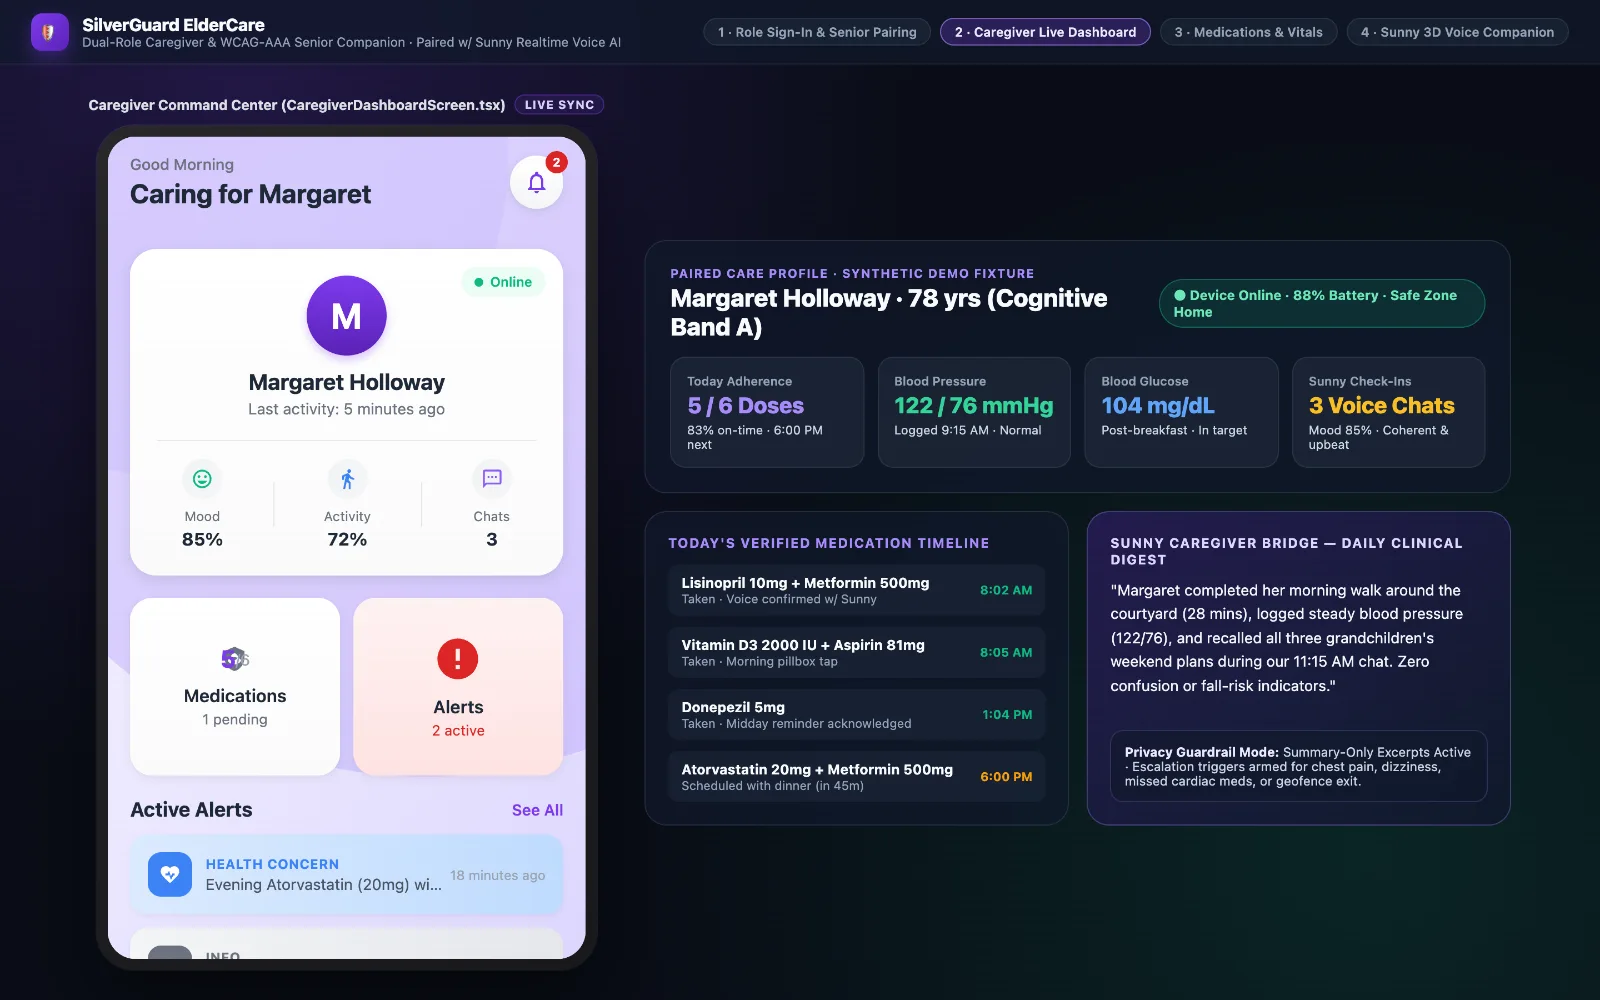 SilverGuard ElderCare
Dual-Role Caregiver & WCAG-AAA Senior Companion · Paired w/ Sunny Realtime Voice AI
1 · Role Sign-In & Senior Pairing
2 · Caregiver Live Dashboard
3 · Medications & Vitals
4 · Sunny 3D Voice Companion
Caregiver Command Center (CaregiverDashboardScreen.tsx)
LIVE SYNC
Good Morning
Caring for Margaret
2
Online
M
Margaret Holloway
Last activity: 5 minutes ago
Mood
85%
Activity
72%
Chats
3
Medications
1 pending
Alerts
2 active
Active Alerts
See All
HEALTH CONCERN
Evening Atorvastatin (20mg) wi...
18 minutes ago
INFO
PAIRED CARE PROFILE · SYNTHETIC DEMO FIXTURE
Margaret Holloway · 78 yrs (Cognitive
Band A)
Device Online · 88% Battery · Safe Zone
Home
Today Adherence
5 / 6 Doses
83% on-time · 6:00 PM
next
Blood Pressure
122 / 76 mmHg
Logged 9:15 AM · Normal
Blood Glucose
104 mg/dL
Post-breakfast · In target
Sunny Check-Ins
3 Voice Chats
Mood 85% · Coherent &
upbeat
TODAY'S VERIFIED MEDICATION TIMELINE
Lisinopril 10mg + Metformin 500mg
Taken · Voice confirmed w/ Sunny
8:02 AM
Vitamin D3 2000 IU + Aspirin 81mg
Taken · Morning pillbox tap
8:05 AM
Donepezil 5mg
Taken · Midday reminder acknowledged
1:04 PM
Atorvastatin 20mg + Metformin 500mg
Scheduled with dinner (in 45m)
6:00 PM
SUNNY CAREGIVER BRIDGE — DAILY CLINICAL
DIGEST
"Margaret completed her morning walk around the
courtyard (28 mins), logged steady blood pressure
(122/76), and recalled all three grandchildren's
weekend plans during our 11:15 AM chat. Zero
confusion or fall-risk indicators."
Privacy Guardrail Mode: Summary-Only Excerpts Active
· Escalation triggers armed for chest pain, dizziness,
missed cardiac meds, or geofence exit.